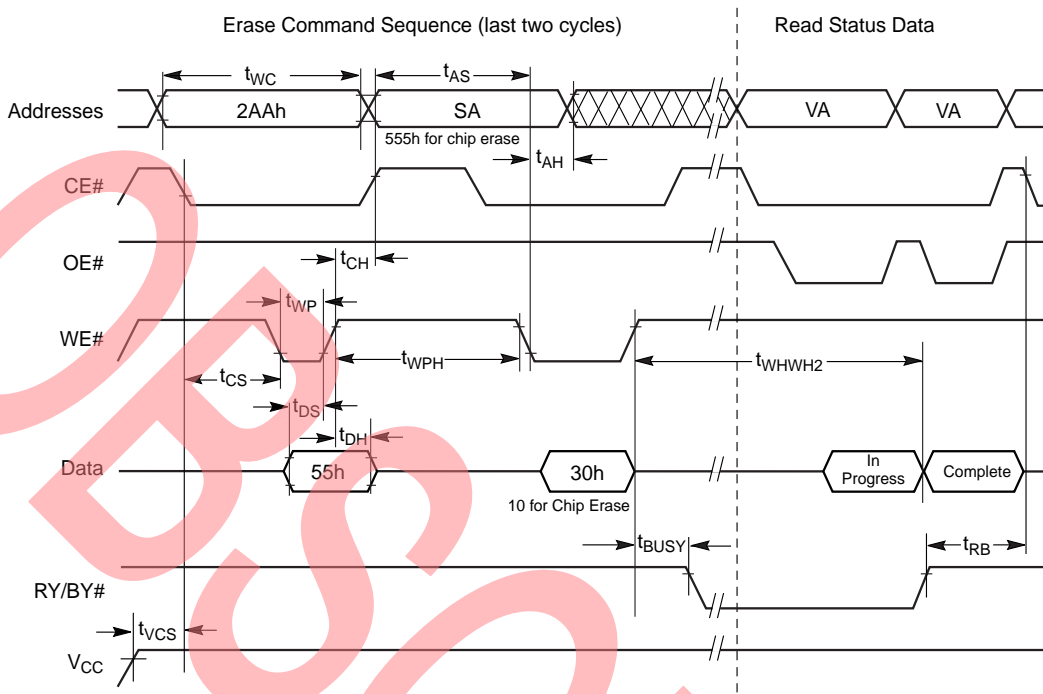 Erase Command Sequence (last two cycles)
Read Status Data
tWC
tAS
Addresses
2AAh
SA
VA
VA
555h for chip erase
tAH
CE#
OE#
tCH
tWP
WE#
tWPH
tWHWH2
tCS
tDS
tDH
Data
55h
30h
In
Progress
Complete
10 for Chip Erase
tBUSY
tRB
RY/BY#
tVCS
VCC